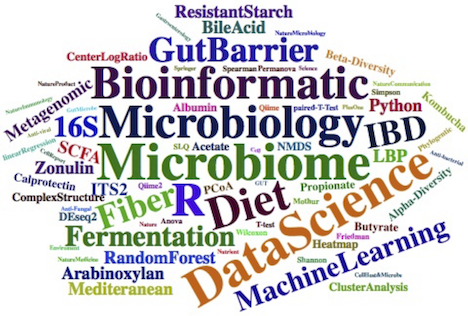 Gastroenterology
ResistantStarch
NatureMicrobiology
BileAcid
GutBarrier
CenterLogRatio
Beta-Diversity
Springer
Spearman
Permanova
Science
NatureProduct
Bioinformatic
NatureCommunication
NatureImmunology
GutMicrobe
Metagenomic
Albumin
Qiime
paired-T-Test
PlosOne
Simpson
Python
Kombucha
Anti-viral
16S
Microbiology
IBD
Phylogenetic
linearRegression
SCFA
SLQ
Acetate
Cell
NMDS
LBP
Anti-bacterial
CellReport
Zonulin
Microbiome
Calprotectin
ITS2
Qiime2
PCoA
GUT
Propionate
Alpha-Diversity
ComplexStructure
Fiber
R
Diet
Mothur
DataScience
Anti-Fungal
DEseq2
Nature
Anova
T-test
Wilcoxon
Butyrate
Friedman
Fermentation
Heatmap
MachineLearning
Environment
NatureMedicine
RandomForest
Nutrient
Shannon
Arabinoxylan
CellHost&Microbe
Mediteranean
ClusterAnalysis